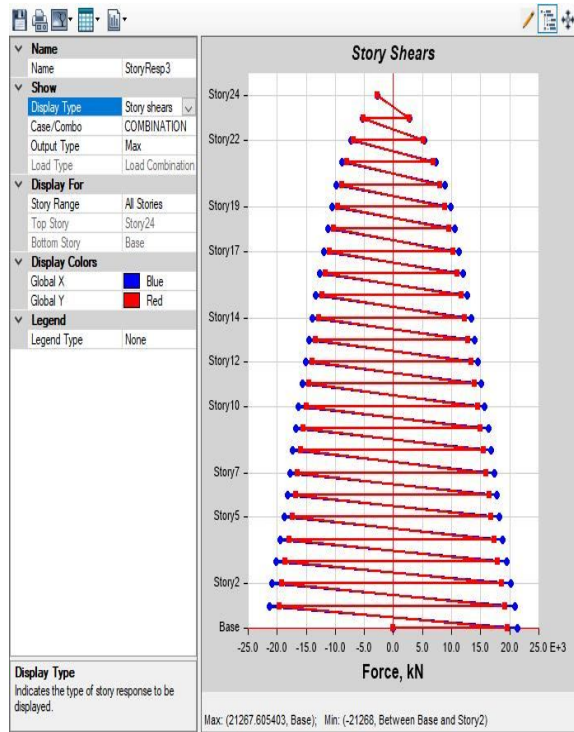 Name
Name StoryResp3
Show
Display Type Story shears
Case/Combo COMBINATION
Output Type Max
Load Type Load Combination
Display For
Story Range All Stories
Top Story Story24
Bottom Story Base
Display Colors
Global X Blue
Global Y Red
Legend
Legend Type None
Display Type
Indicates the type of story response to be
displayed.
Story Shears
Story24
Story22
Story19
Story17
Story14
Story12
Story10
Story7
Story5
Story2
Base
-25.0 -20.0 -15.0 -10.0 -5.0 0.0 5.0 10.0 15.0 20.0 25.0 E+3
Force, kN
Max: (21267.605403, Base); Min: (-21268, Between Base and Story2)